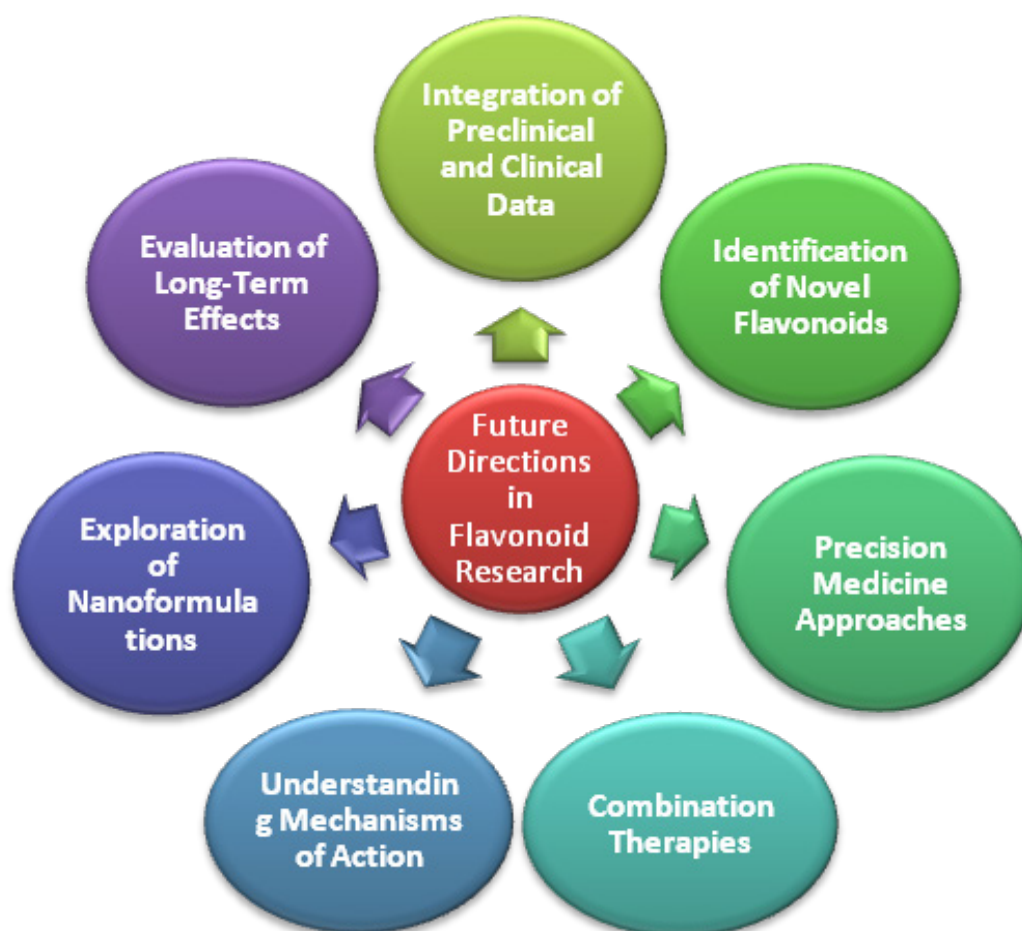 Integration of
Preclinical
and Clinical
Data
Identification
of Novel
Flavonoids
Precision
Medicine
Approaches
Combination
Therapies
Understandin
g Mechanisms
of Action
Exploration
of
Nanoformula
tions
Evaluation of
Long-Term
Effects
Future
Directions
in
Flavonoid
Research